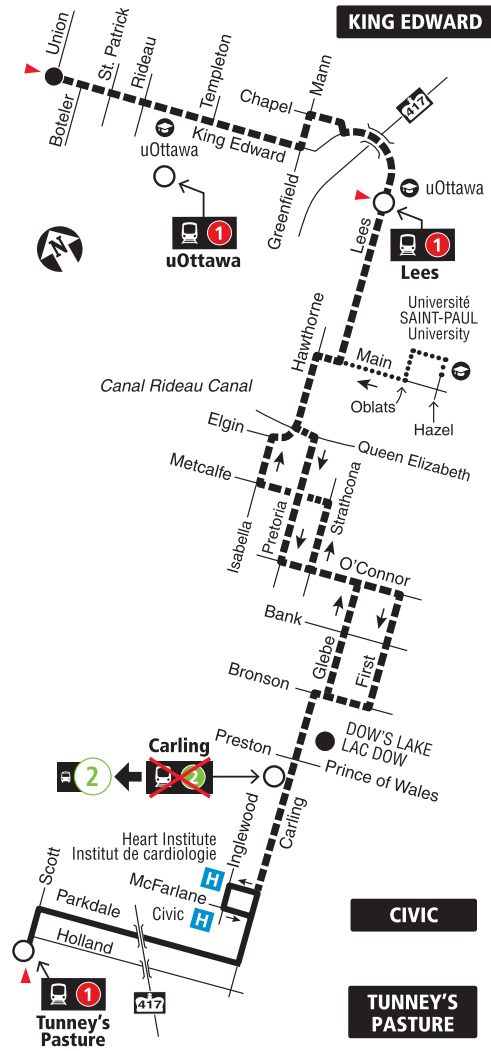 KING EDWARD
Union
St. Patrick
Rideau
Templeton
Mann
Chapel
417
Boteler
King Edward
uOttawa
Greenfield
uOttawa
1
uOttawa
N
Lees
1
Lees
Université
SAINT-PAUL
University
Hawthorne
Main
Oblats
Hazel
Canal Rideau Canal
Elgin
Queen Elizabeth
Metcalfe
Strathcona
Isabella
Pretoria
O'Connor
Bank
Glebe
First
Bronson
DOW'S LAKE
LAC DOW
Carling
Preston
Prince of Wales
2
2
Inglewood
Carling
Heart Institute
Institut de cardiologie
H
McFarlane
Civic
H
Scott
Parkdale
Holland
CIVIC
417
1
Tunney's
Pasture
TUNNEY'S
PASTURE